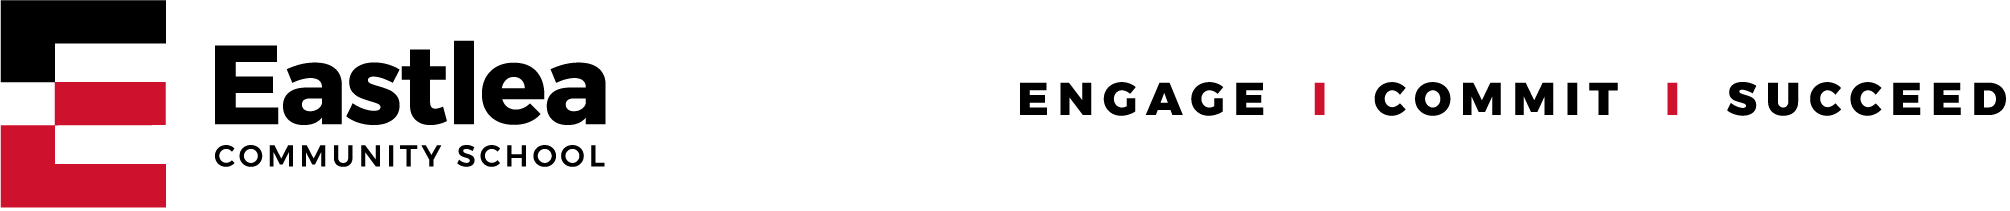 Eastlea
COMMUNITY SCHOOL
ENGAGE | COMMIT | SUCCEED